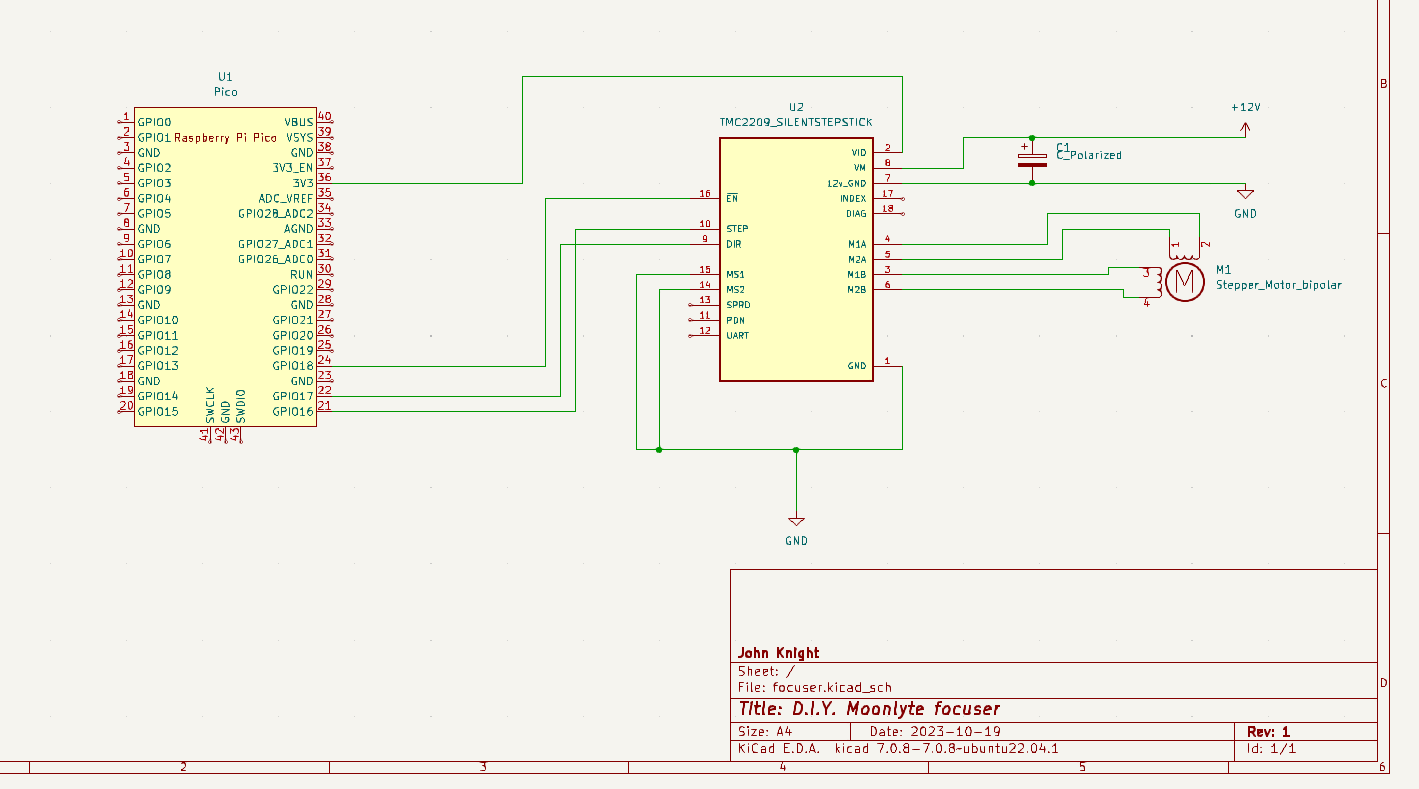 B
U1
Pico
1 GPIO0 VBUS 40
2 GPIO1 Raspberry Pi Pico VSYS 39
3 GND GND 38
4 GPIO2 3V3_EN 37
5 GPIO3 3V3 36
6 GPIO4 ADC_VREF 35
7 GPIO5 GPIO28_ADC2 34
8 GND AGND 33
9 GPIO6 GPIO27_ADC1 32
10 GPIO7 GPIO26_ADC0 31
11 GPIO8 RUN 30
12 GPIO9 GPIO22 29
13 GND GND 28
14 GPIO10 GPIO21 27
15 GPIO11 GPIO20 26
16 GPIO12 GPIO19 25
17 GPIO13 GPIO18 24
18 GND GND 23
19 GPIO14 GPIO17 22
20 GPIO15 GPIO16 21
SWCLK GND SWDIO
41 42 43
U2
TMC2209_SILENTSTEPSTICK
VIO 2
VM 8
12v_GND 7
16 EN INDEX 17
DIAG 18
10 STEP
9 DIR M1A 4
M2A 5
15 MS1 M1B 3
14 MS2 M2B 6
13 SPRD
11 PDN
12 UART
GND 1
GND
+12V
+ C1
C_Polarized
GND
1 2
3
4
M
M1
Stepper_Motor_bipolar
C
John Knight
Sheet: /
File: focuser.kicad_sch
Title: D.I.Y. Moonlyte focuser
Size: A4 Date: 2023-10-19 Rev: 1
KiCad E.D.A. kicad 7.0.8-7.0.8~ubuntu22.04.1 Id: 1/1
D
2 3 4 5 6